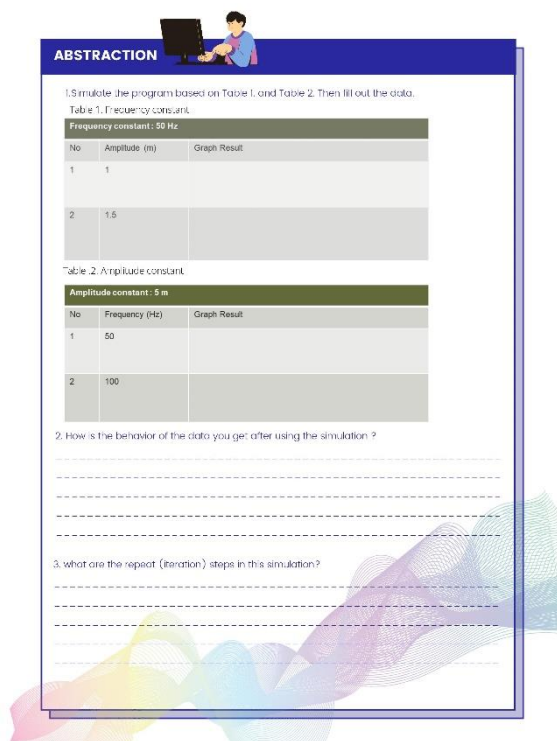 ABSTRACTION
1.Simulate the program based on Table 1. and Table 2. Then fill out the data.
Table 1. Frequency constant
Frequency constant : 50 Hz
No Amplitude (m) Graph Result
1 1
2 1.5
Table .2. Amplitude constant
Amplitude constant : 5 m
No Frequency (Hz) Graph Result
1 50
2 100
2. How is the behavior of the data you get after using the simulation ?
3. what are the repeat (iteration) steps in this simulation?